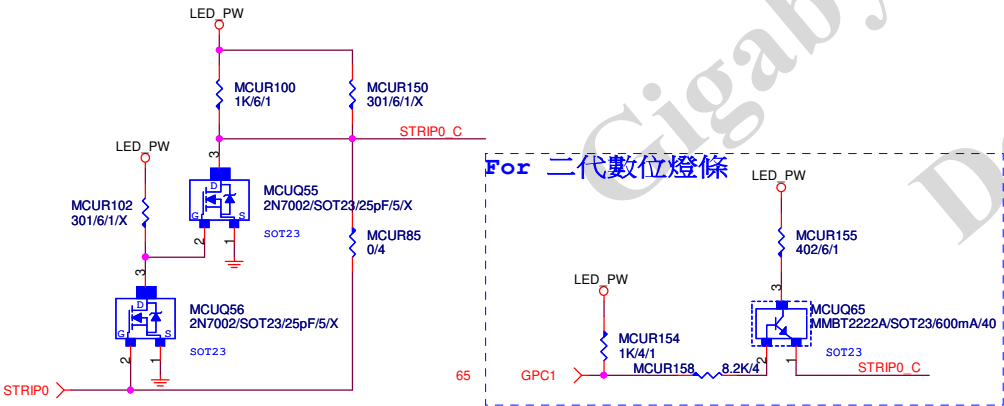 LED_PW
MCUR100
1K/6/1
MCUR150
301/6/1/X
STRIP0_C
LED_PW
3
D
G
S
2
1
MCUQ55
2N7002/SOT23/25pF/5/X
SOT23
MCUR102
301/6/1/X
MCUR85
0/4
3
D
G
S
2
1
MCUQ56
2N7002/SOT23/25pF/5/X
SOT23
STRIP0
For 二代數位燈條
LED_PW
MCUR155
402/6/1
LED_PW
3
MCUQ65
MMBT2222A/SOT23/600mA/40
SOT23
2
1
MCUR154
1K/4/1
65
GPC1
MCUR158
8.2K/4
STRIP0_C
Gigaby
D